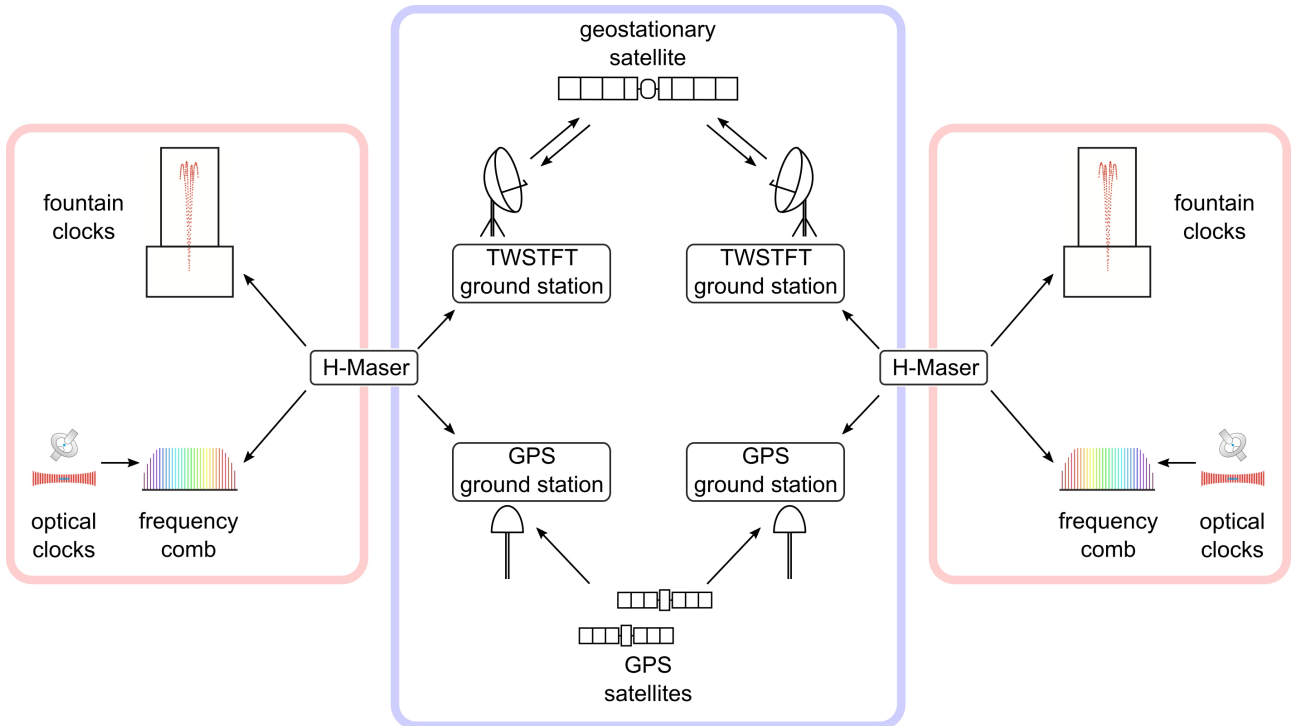 geostationary
satellite
fountain
clocks
fountain
clocks
TWSTFT
ground station
TWSTFT
ground station
H-Maser
H-Maser
GPS
ground station
GPS
ground station
optical
clocks
frequency
comb
frequency
comb
optical
clocks
GPS
satellites